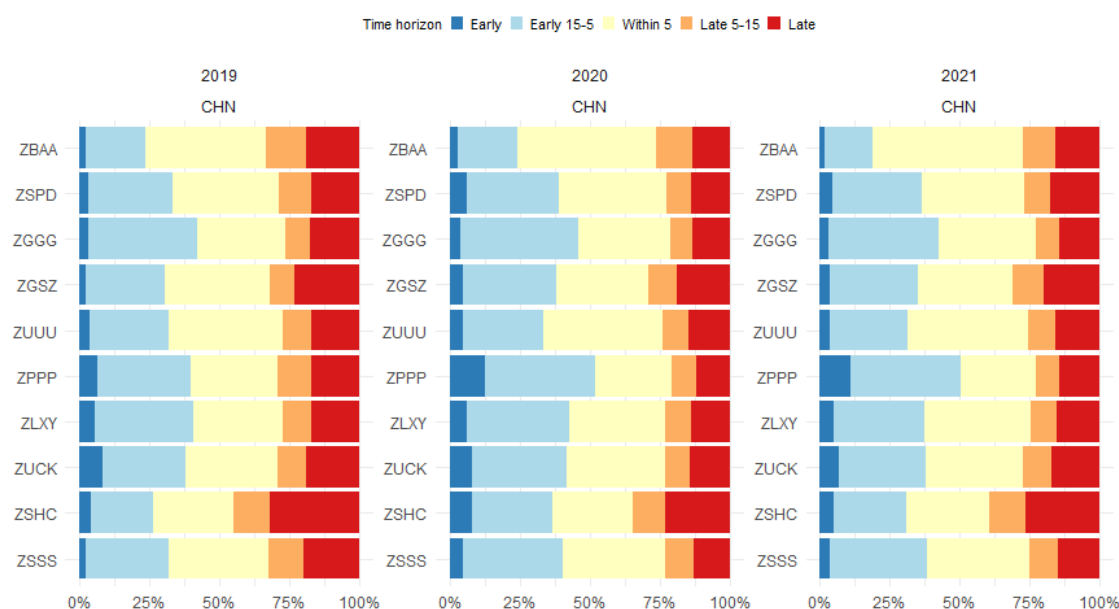 Time horizon Early Early 15-5 Within 5 Late 5-15 Late
2019 2020 2021
CHN CHN CHN
ZBAA ZBAA ZBAA
ZSPD ZSPD ZSPD
ZGGG ZGGG ZGGG
ZGSZ ZGSZ ZGSZ
ZUUU ZUUU ZUUU
ZPPP ZPPP ZPPP
ZLXY ZLXY ZLXY
ZUCK ZUCK ZUCK
ZSHC ZSHC ZSHC
ZSSS ZSSS ZSSS
0% 25% 50% 75% 100% 0% 25% 50% 75% 100% 0% 25% 50% 75% 100%